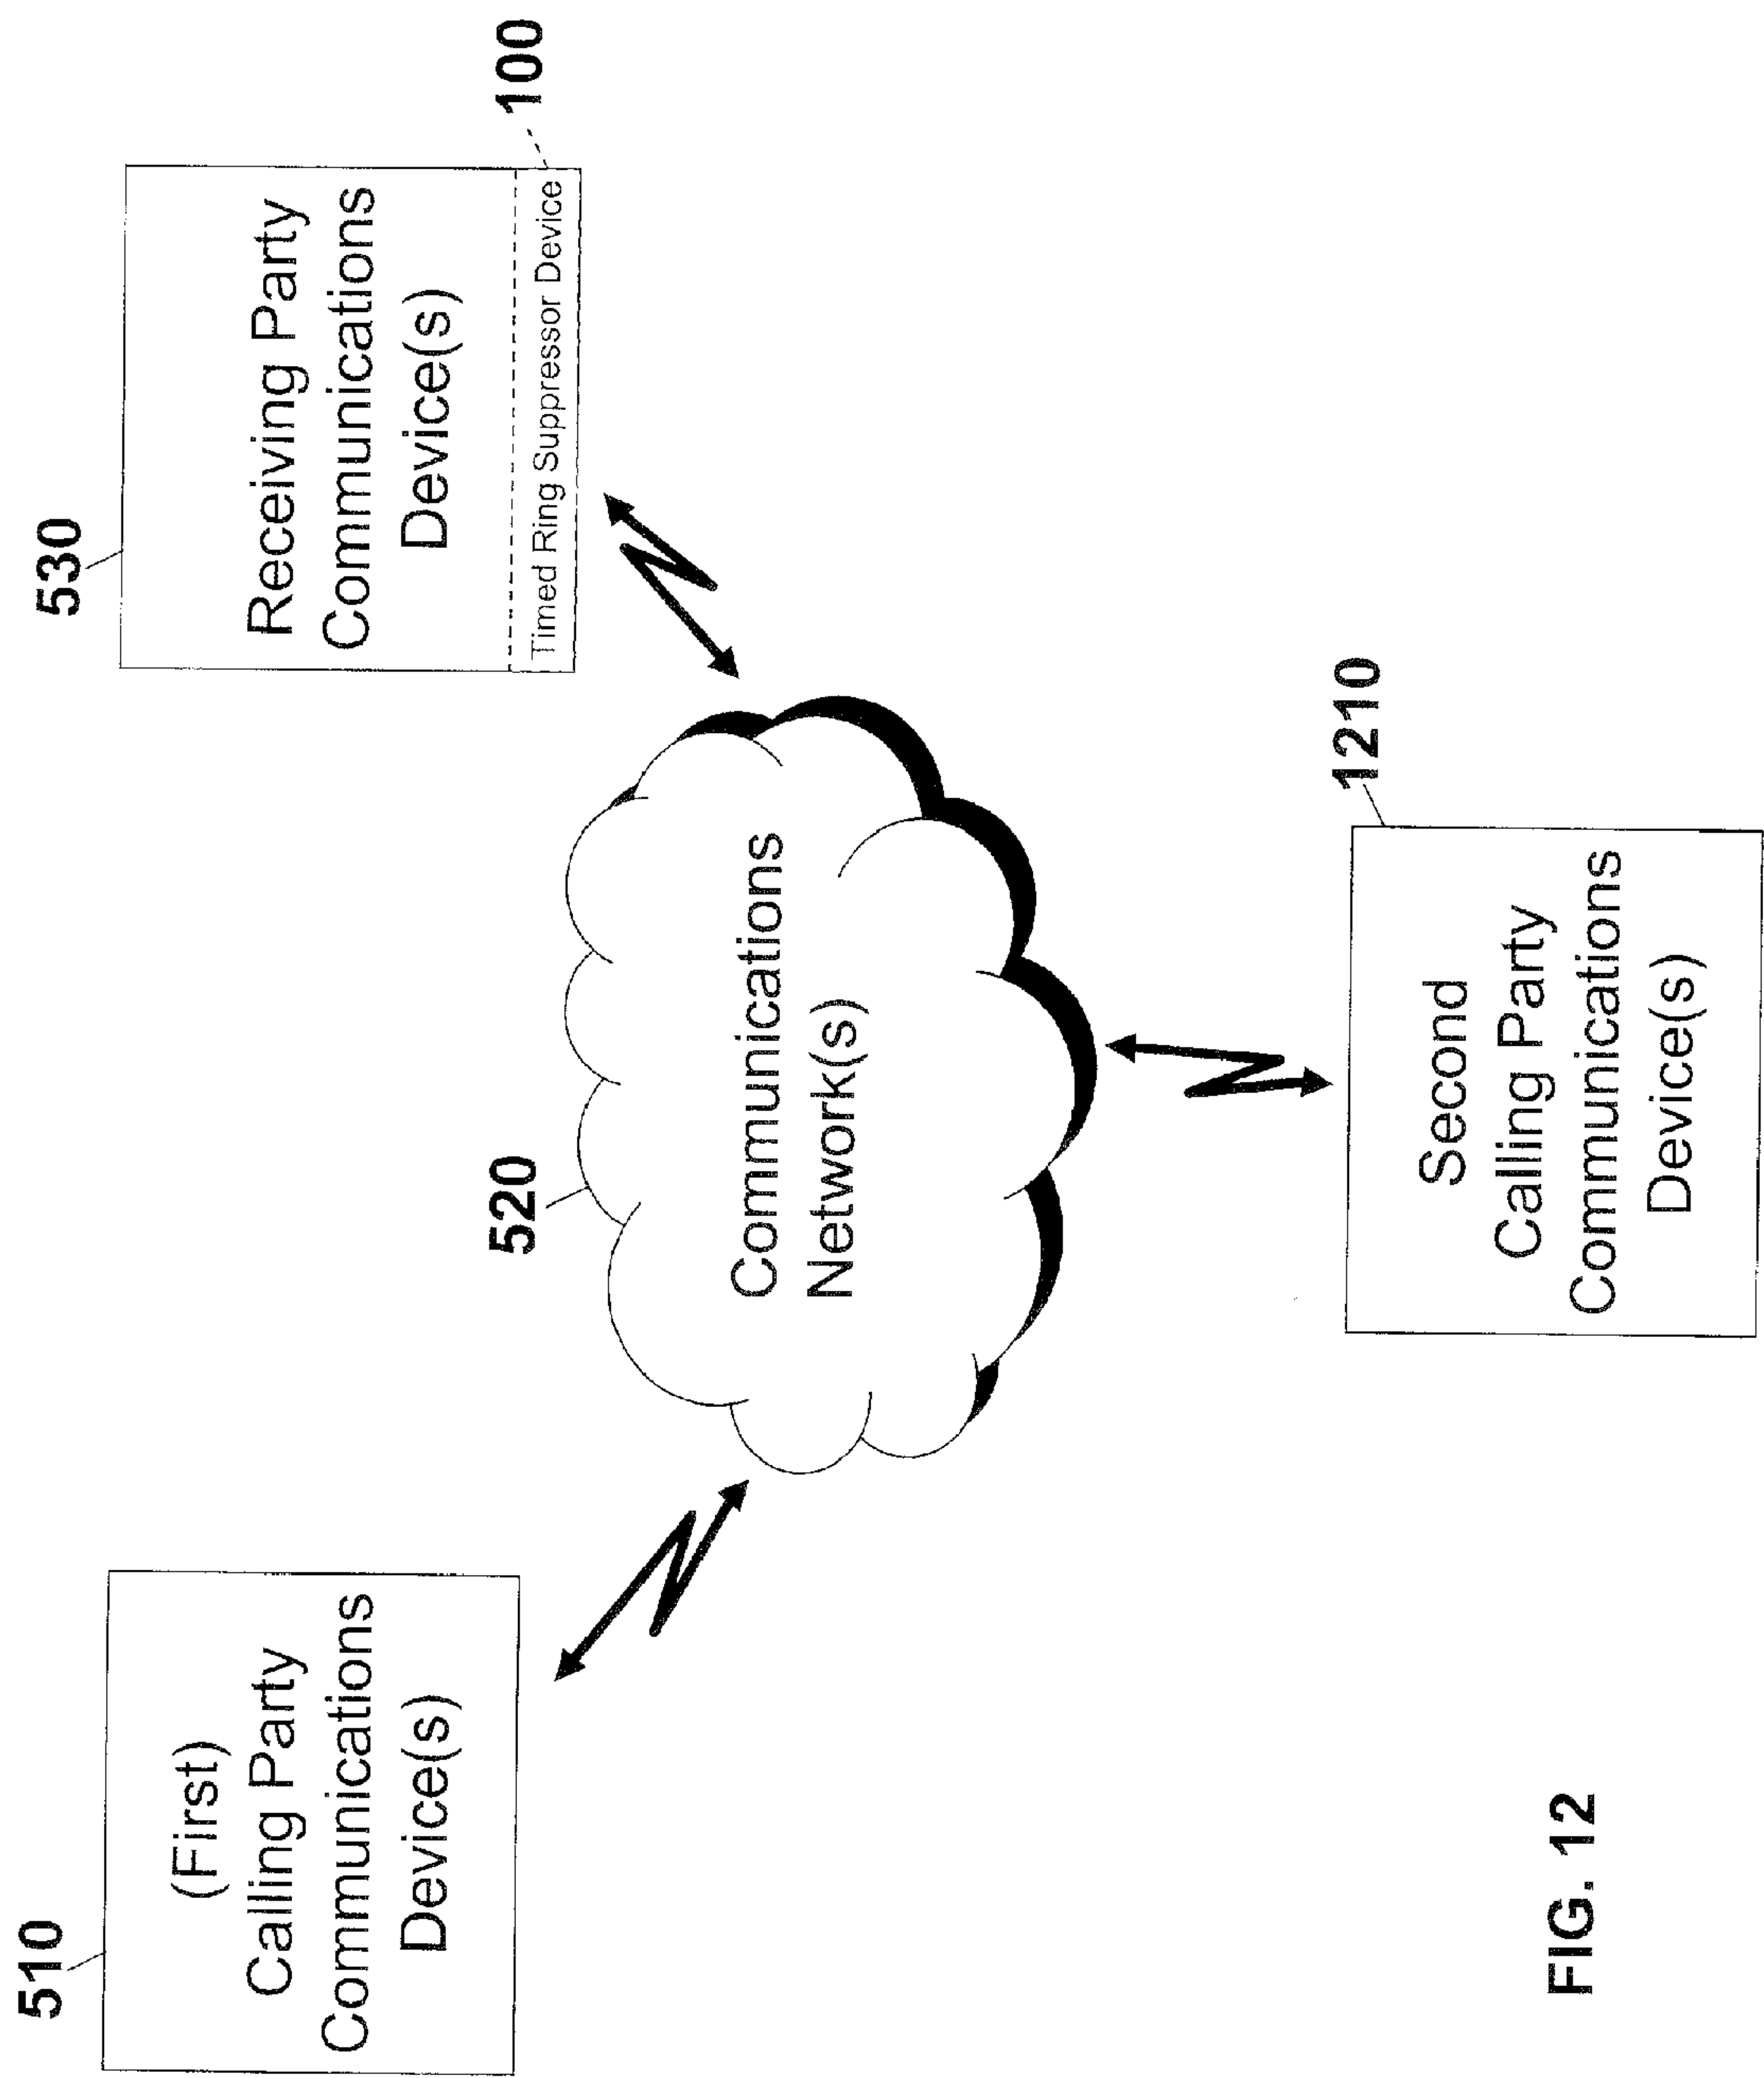 510
(First)
Calling Party
Communications
Device(s)
530
Receiving Party
Communications
Device(s)
Timed Ring Suppressor Device
100
520
Communications
Network(s)
1210
Second
Calling Party
Communications
Device(s)
FIG. 12